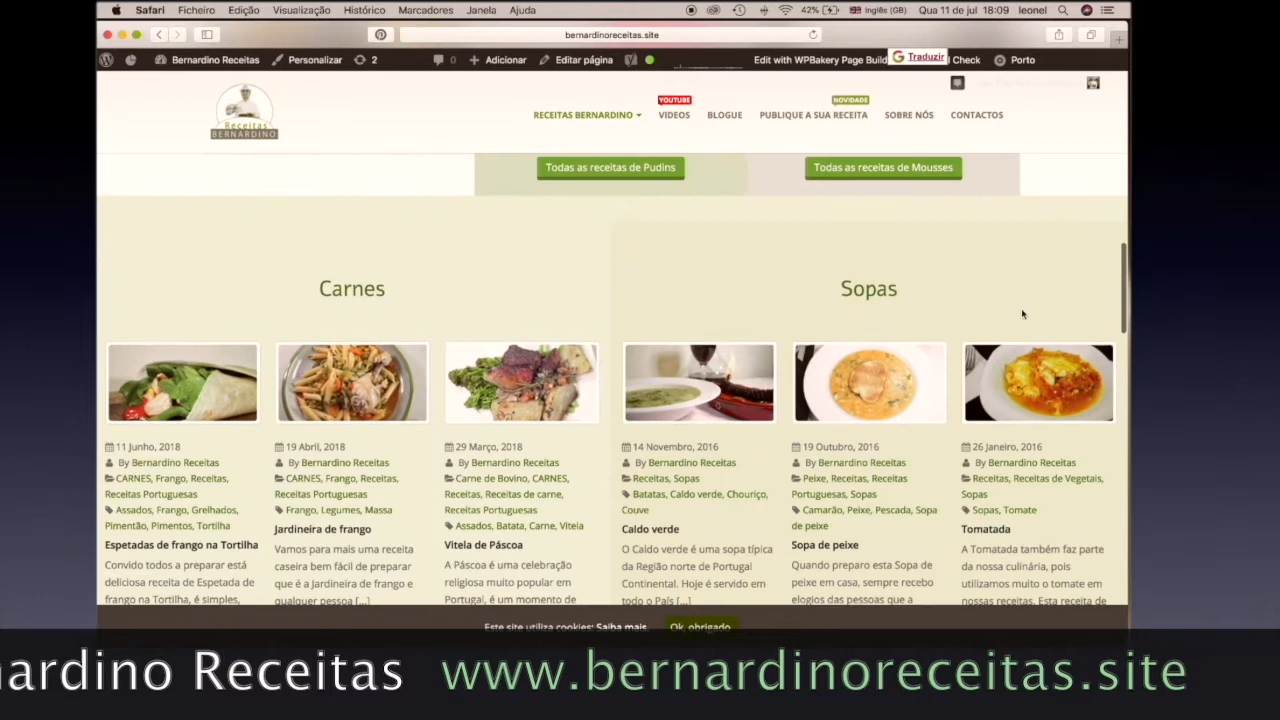 Safari Ficheiro Edição Visualização Histórico Marcadores Janela Ajuda 42% Inglês (GB) Qua 11 de jul 18:09 leonel
bernardinoreceitas.site
Bernardino Receitas Personalizar 2 0 Adicionar Editar página Edit with WPBakery Page Build Traduzir Check Porto
Receitas
BERNARDINO
YOUTUBE NOVIDADE
RECEITAS BERNARDINO VIDEOS BLOGUE PUBLIQUE A SUA RECEITA SOBRE NÓS CONTACTOS
Todas as receitas de Pudins Todas as receitas de Mousses
Carnes Sopas
11 Junho, 2018
By Bernardino Receitas
CARNES, Frango, Receitas,
Receitas Portuguesas
Assados, Frango, Grelhados,
Pimentão, Pimentos, Tortilha
Espetadas de frango na Tortilha
Convido todos a preparar está
deliciosa receita de Espetada de
frango na Tortilha, é simples,
19 Abril, 2018
By Bernardino Receitas
CARNES, Frango, Receitas,
Receitas Portuguesas
Frango, Legumes, Massa
Jardineira de frango
Vamos para mais uma receita
caseira bem fácil de preparar
que é a Jardineira de frango e
qualquer pessoa [...]
29 Março, 2018
By Bernardino Receitas
Carne de Bovino, CARNES,
Receitas, Receitas de carne,
Receitas Portuguesas
Assados, Batata, Carne, Vitela
Vitela de Páscoa
A Páscoa é uma celebração
religiosa muito popular em
Portugal, é um momento de
14 Novembro, 2016
By Bernardino Receitas
Receitas, Sopas
Batatas, Caldo verde, Chouriço,
Couve
Caldo verde
O Caldo verde é uma sopa típica
da Região norte de Portugal
Continental. Hoje é servido em
todo o País [...]
19 Outubro, 2016
By Bernardino Receitas
Peixe, Receitas, Receitas
Portuguesas, Sopas
Camarão, Peixe, Pescada, Sopa
de peixe
Sopa de peixe
Quando preparo esta Sopa de
peixe em casa, sempre recebo
elogios das pessoas que a
26 Janeiro, 2016
By Bernardino Receitas
Receitas, Receitas de Vegetais,
Sopas
Sopas, Tomate
Tomatada
A Tomatada também faz parte
da nossa culinária, pois
utilizamos muito o tomate em
nossas receitas. Esta receita de
Este site utiliza cookies: Saiba mais. Ok, obrigado
nardino Receitas www.bernardinoreceitas.site